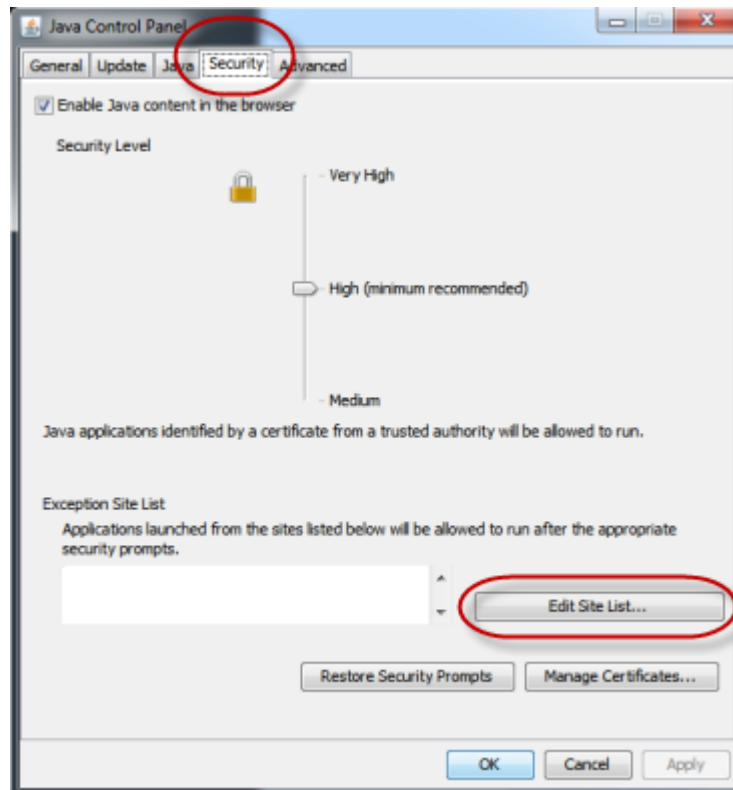 Java Control Panel
General Update Java Security Advanced
Enable Java content in the browser
Security Level
Very High
High (minimum recommended)
Medium
Java applications identified by a certificate from a trusted authority will be allowed to run.
Exception Site List
Applications launched from the sites listed below will be allowed to run after the appropriate
security prompts.
Edit Site List...
Restore Security Prompts Manage Certificates...
OK Cancel Apply